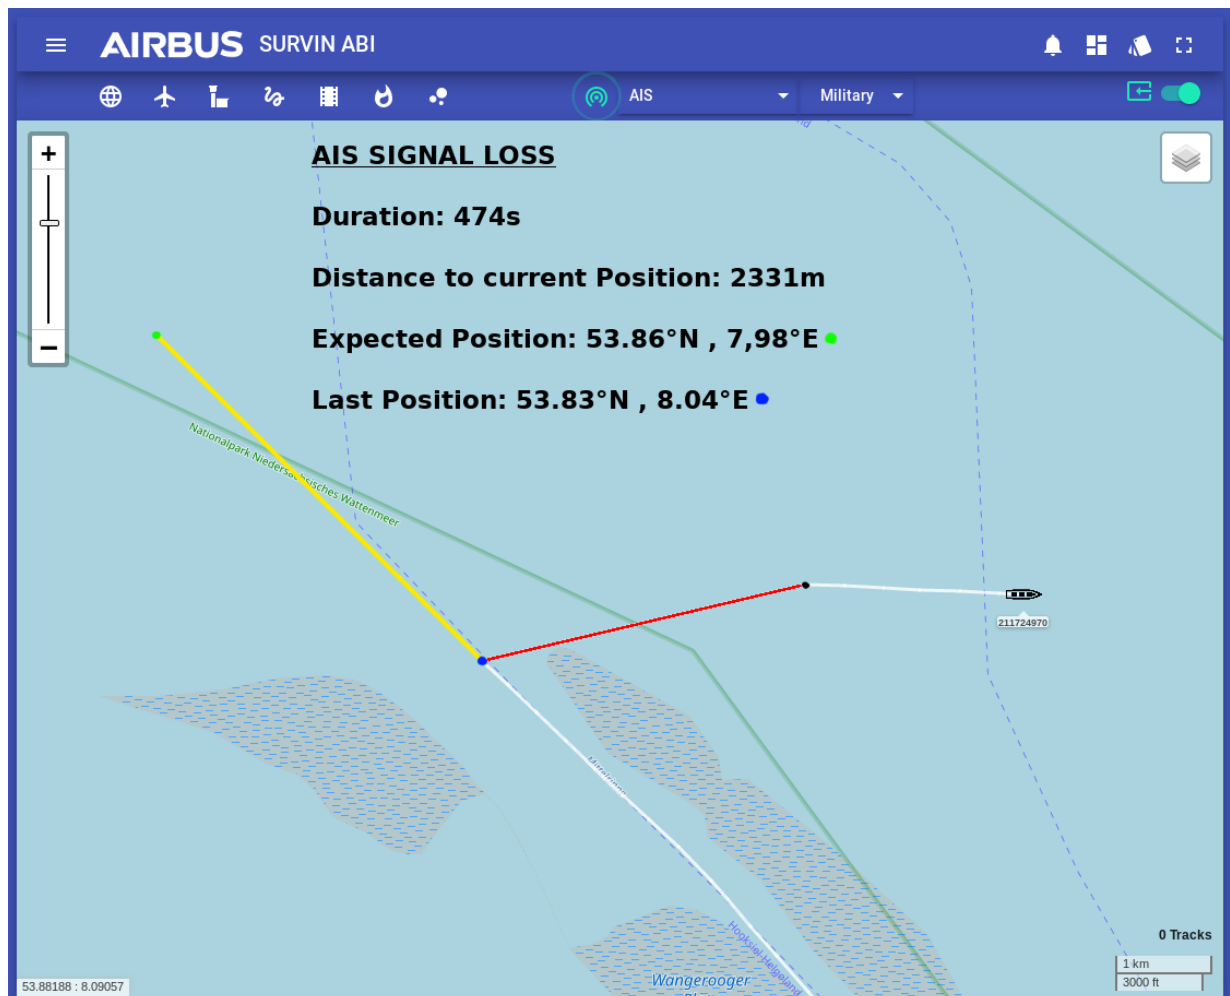 AIRBUS SURVIN ABI
AIS Military
+
AIS SIGNAL LOSS
Duration: 474s
Distance to current Position: 2331m
Expected Position: 53.86°N , 7,98°E
Last Position: 53.83°N , 8.04°E
−
Nationalpark Niedersächsisches Wattenmeer
211724970
Hooksiel-Helgoland
0 Tracks
Wangerooger
1 km
3000 ft
53.88188 : 8.09057